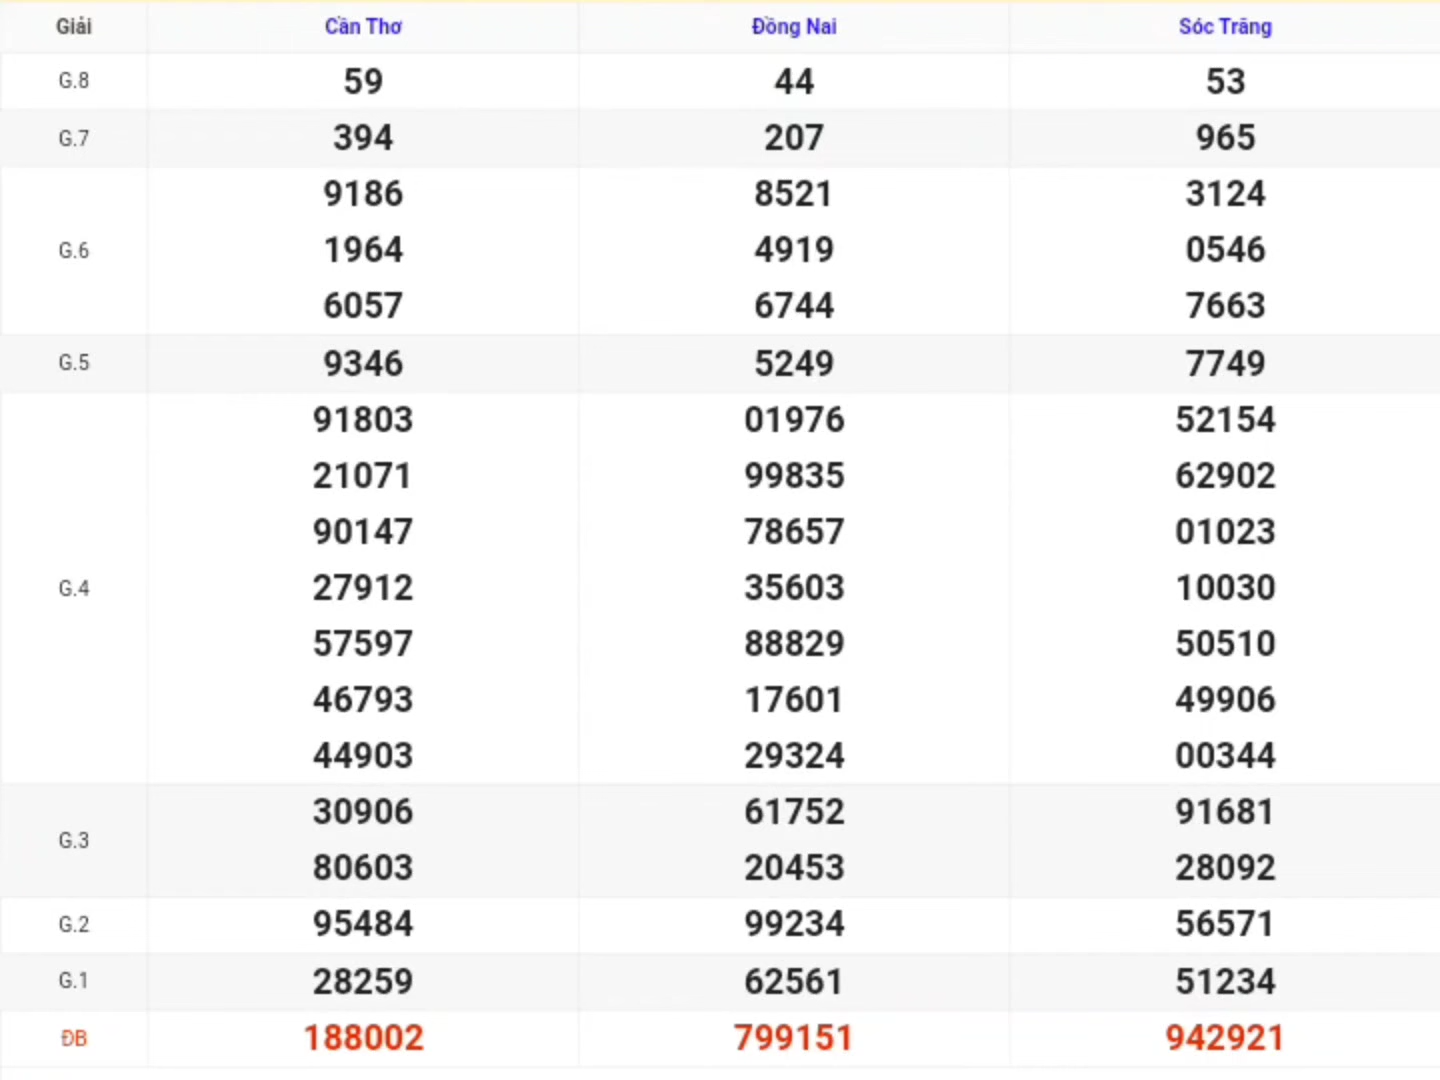 Giải Cần Thơ Đồng Nai Sóc Trăng
G.8 59 44 53
G.7 394 207 965
9186 8521 3124
G.6 1964 4919 0546
6057 6744 7663
G.5 9346 5249 7749
91803 01976 52154
21071 99835 62902
90147 78657 01023
G.4 27912 35603 10030
57597 88829 50510
46793 17601 49906
44903 29324 00344
G.3 30906 61752 91681
80603 20453 28092
G.2 95484 99234 56571
G.1 28259 62561 51234
ĐB 188002 799151 942921